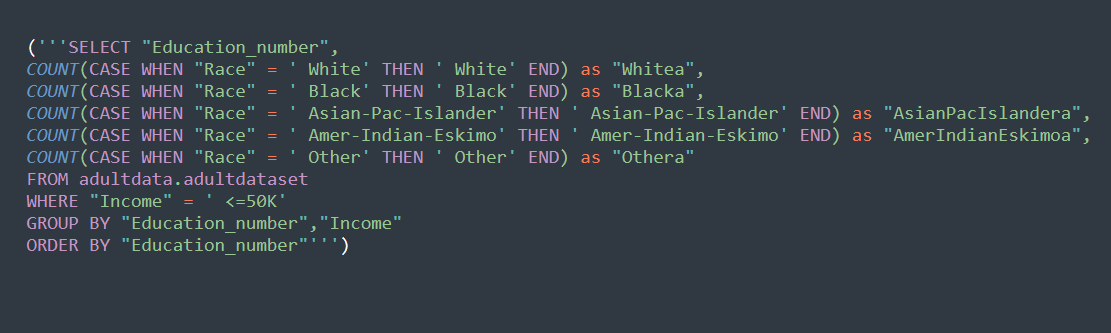 ('''SELECT "Education_number",
COUNT(CASE WHEN "Race" = ' White' THEN ' White' END) as "Whitea",
COUNT(CASE WHEN "Race" = ' Black' THEN ' Black' END) as "Blacka",
COUNT(CASE WHEN "Race" = ' Asian-Pac-Islander' THEN ' Asian-Pac-Islander' END) as "AsianPacIslandera",
COUNT(CASE WHEN "Race" = ' Amer-Indian-Eskimo' THEN ' Amer-Indian-Eskimo' END) as "AmerIndianEskimoa",
COUNT(CASE WHEN "Race" = ' Other' THEN ' Other' END) as "Othera"
FROM adultdata.adultdataset
WHERE "Income" = ' <=50K'
GROUP BY "Education_number","Income"
ORDER BY "Education_number"''')